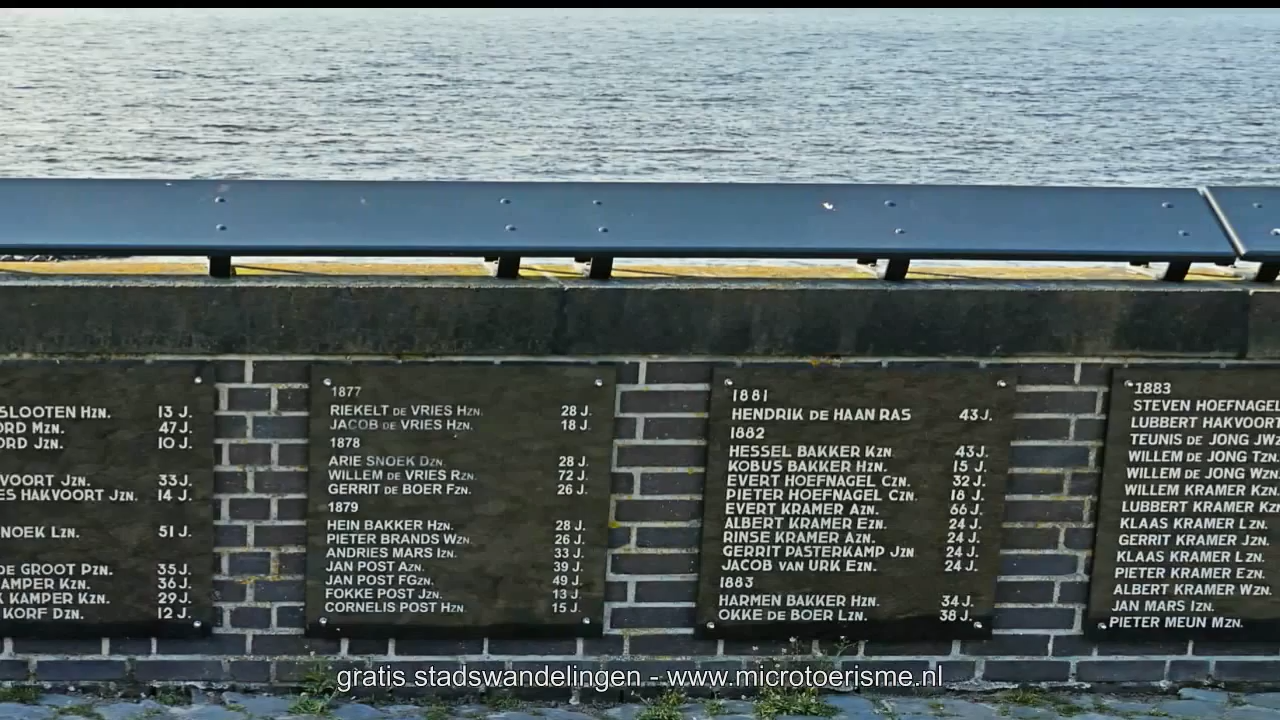 SLOOTEN HZN. 13 J.
ORD MZN. 47 J.
ORD JZN. 10 J.
VOORT JZN. 33 J.
ES HAKVOORT JZN. 14 J.
NOEK LZN. 51 J.
DE GROOT PZN. 35 J.
AMPER KZN. 36 J.
K KAMPER KZN. 29 J.
KORF DZN. 12 J.
1877
RIEKELT DE VRIES HZN. 28 J.
JACOB DE VRIES HZN. 18 J.
1878
ARIE SNOEK DZN. 28 J.
WILLEM DE VRIES RZN. 72 J.
GERRIT DE BOER FZN. 26 J.
1879
HEIN BAKKER HZN. 28 J.
PIETER BRANDS WZN. 26 J.
ANDRIES MARS IZN. 33 J.
JAN POST AZN. 39 J.
JAN POST FGZN. 49 J.
FOKKE POST JZN. 13 J.
CORNELIS POST HZN. 15 J.
1881
HENDRIK DE HAAN RAS 43 J.
1882
HESSEL BAKKER KZN. 43 J.
KOBUS BAKKER HZN. 15 J.
EVERT HOEFNAGEL CZN. 32 J.
PIETER HOEFNAGEL CZN. 18 J.
EVERT KRAMER AZN. 66 J.
ALBERT KRAMER EZN. 24 J.
RINSE KRAMER AZN. 24 J.
GERRIT PASTERKAMP JZN 24 J.
JACOB VAN URK EZN. 24 J.
1883
HARMEN BAKKER HZN. 34 J.
OKKE DE BOER LZN. 38 J.
1883
STEVEN HOEFNAGEL
LUBBERT HAKVOORT
TEUNIS DE JONG JWZ
WILLEM DE JONG TZN.
WILLEM DE JONG WZN.
WILLEM KRAMER KZN.
LUBBERT KRAMER KZN
KLAAS KRAMER LZN.
GERRIT KRAMER JZN.
KLAAS KRAMER LZN.
PIETER KRAMER EZN.
ALBERT KRAMER WZN.
JAN MARS IZN.
PIETER MEUN MZN.
gratis stadswandelingen - www.microtoerisme.nl